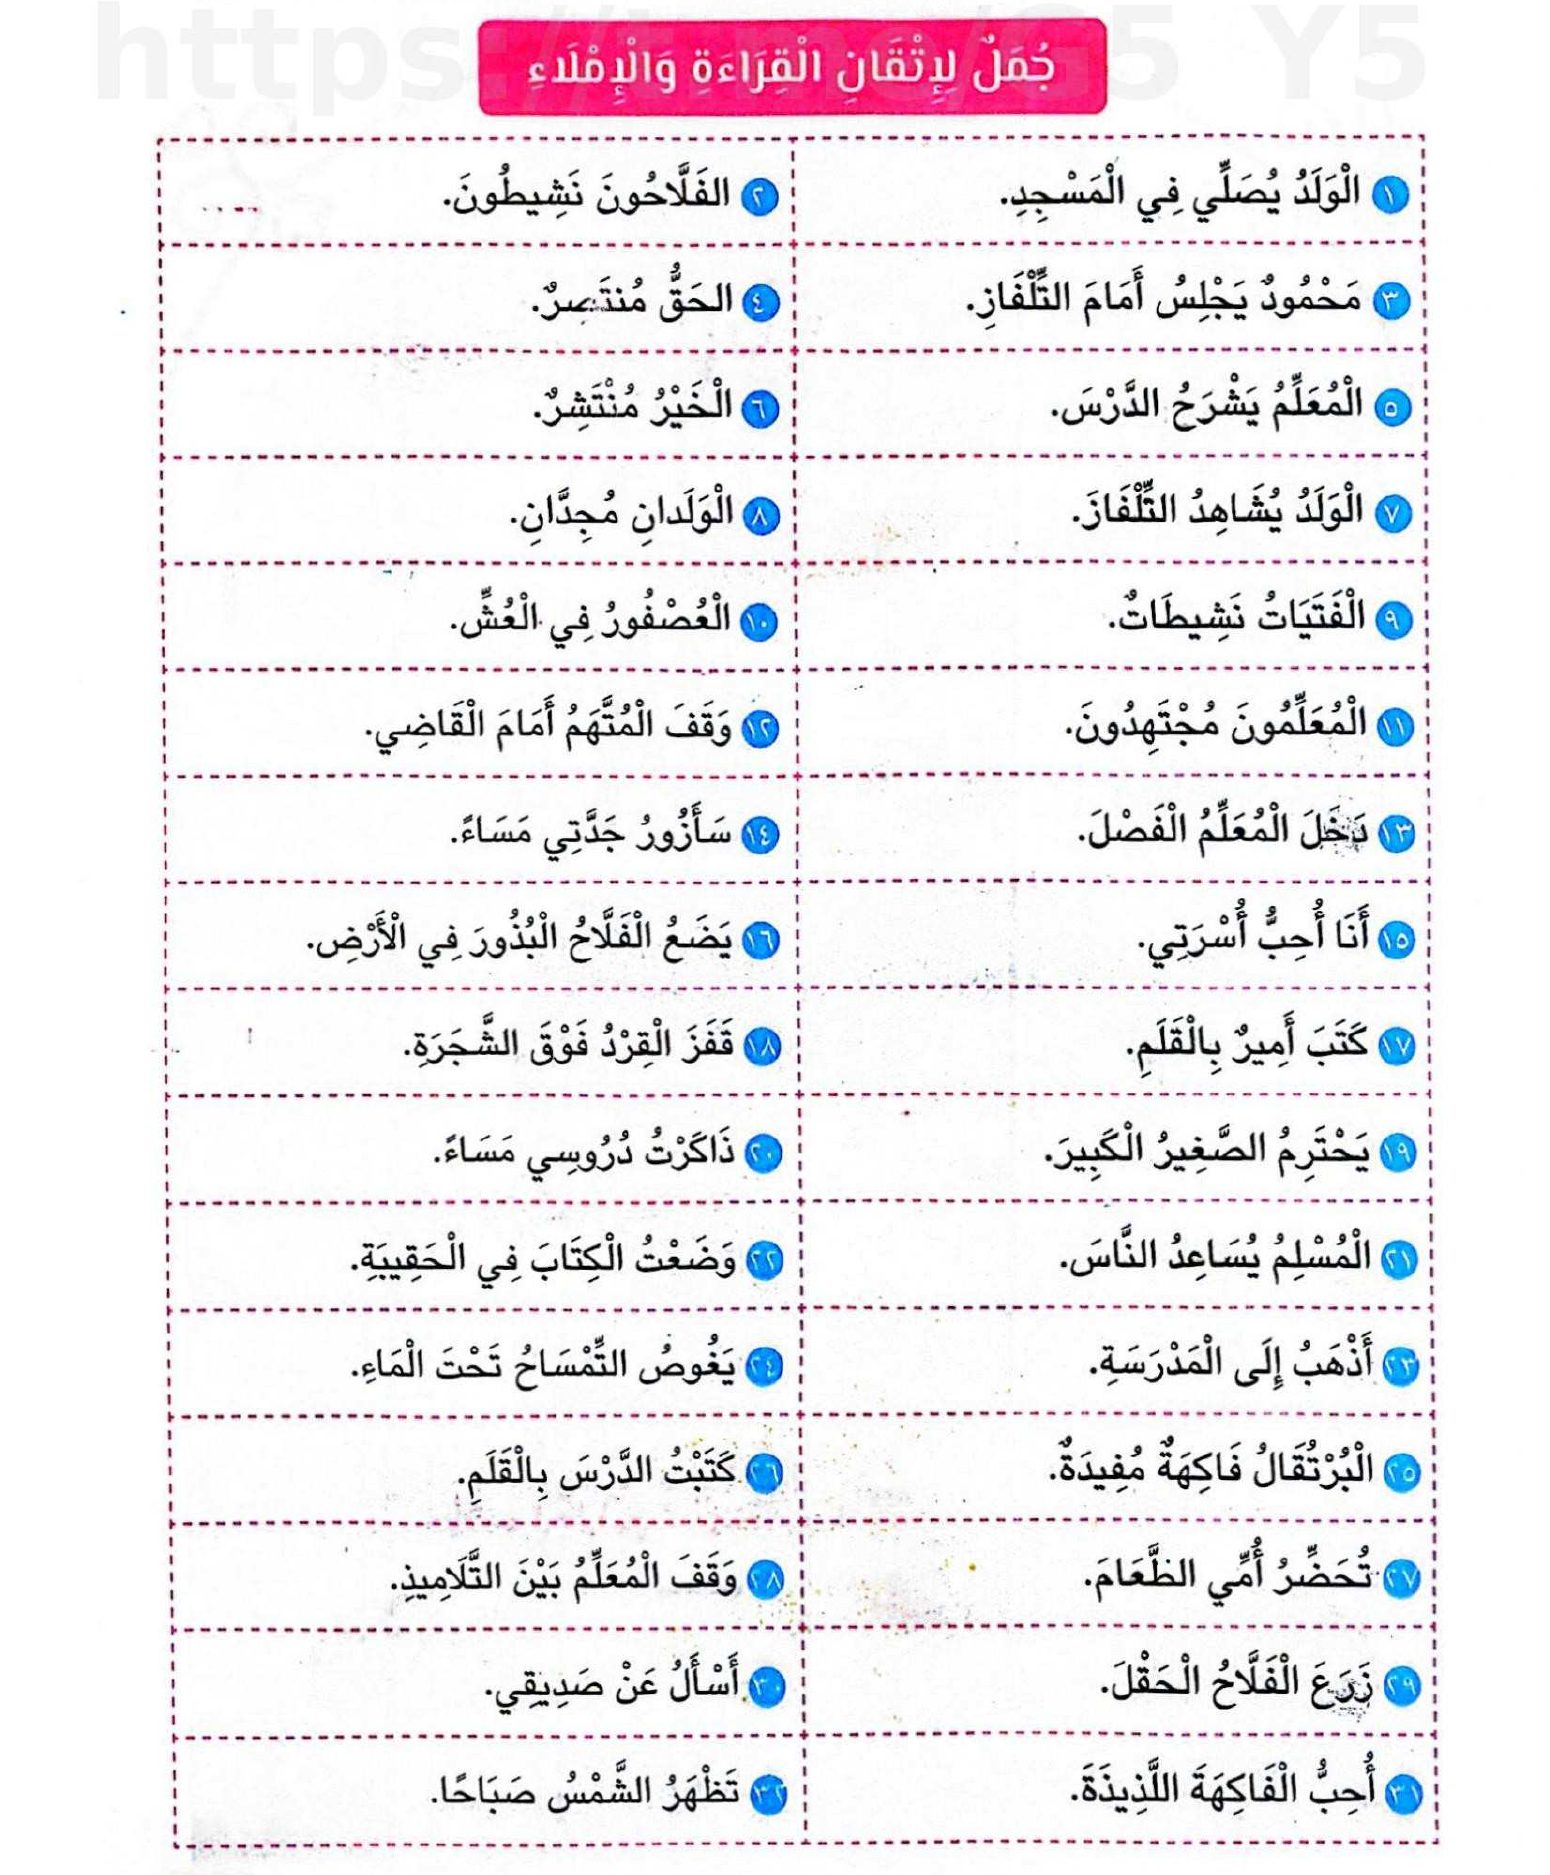 https://t.me/G5_Y5
جُمَلٌ لِإِتْقَانِ الْقِرَاءَةِ وَالْإِمْلَاءِ
١ الْوَلَدُ يُصَلِّي فِي الْمَسْجِدِ.
٢ الفَلَّاحُونَ نَشِيطُونَ.
٣ مَحْمُودٌ يَجْلِسُ أَمَامَ التِّلْفَازِ.
٤ الحَقُّ مُنتَصِرٌ.
٥ الْمُعَلِّمُ يَشْرَحُ الدَّرْسَ.
٦ الْخَيْرُ مُنْتَشِرٌ.
٧ الْوَلَدُ يُشَاهِدُ التِّلْفَازَ.
٨ الْوَلَدانِ مُجِدَّانِ.
٩ الْفَتَيَاتُ نَشِيطَاتٌ.
١٠ الْعُصْفُورُ فِي الْعُشِّ.
١١ الْمُعَلِّمُونَ مُجْتَهِدُونَ.
١٢ وَقَفَ الْمُتَّهَمُ أَمَامَ الْقَاضِي.
١٣ دَخَلَ الْمُعَلِّمُ الْفَصْلَ.
١٤ سَأَزُورُ جَدَّتِي مَسَاءً.
١٥ أَنَا أُحِبُّ أُسْرَتِي.
١٦ يَضَعُ الْفَلَّاحُ الْبُذُورَ فِي الْأَرْضِ.
١٧ كَتَبَ أَمِيرٌ بِالْقَلَمِ.
١٨ قَفَزَ الْقِرْدُ فَوْقَ الشَّجَرَةِ.
١٩ يَحْتَرِمُ الصَّغِيرُ الْكَبِيرَ.
٢٠ ذَاكَرْتُ دُرُوسِي مَسَاءً.
٢١ الْمُسْلِمُ يُسَاعِدُ النَّاسَ.
٢٢ وَضَعْتُ الْكِتَابَ فِي الْحَقِيبَةِ.
٢٣ أَذْهَبُ إِلَى الْمَدْرَسَةِ.
٢٤ يَغُوصُ التِّمْسَاحُ تَحْتَ الْمَاءِ.
٢٥ الْبُرْتُقَالُ فَاكِهَةٌ مُفِيدَةٌ.
٢٦ كَتَبْتُ الدَّرْسَ بِالْقَلَمِ.
٢٧ تُحَضِّرُ أُمِّي الطَّعَامَ.
٢٨ وَقَفَ الْمُعَلِّمُ بَيْنَ التَّلَامِيذِ.
٢٩ زَرَعَ الْفَلَّاحُ الْحَقْلَ.
٣٠ أَسْأَلُ عَنْ صَدِيقِي.
٣١ أُحِبُّ الْفَاكِهَةَ اللَّذِيذَةَ.
٣٢ تَظْهَرُ الشَّمْسُ صَبَاحًا.